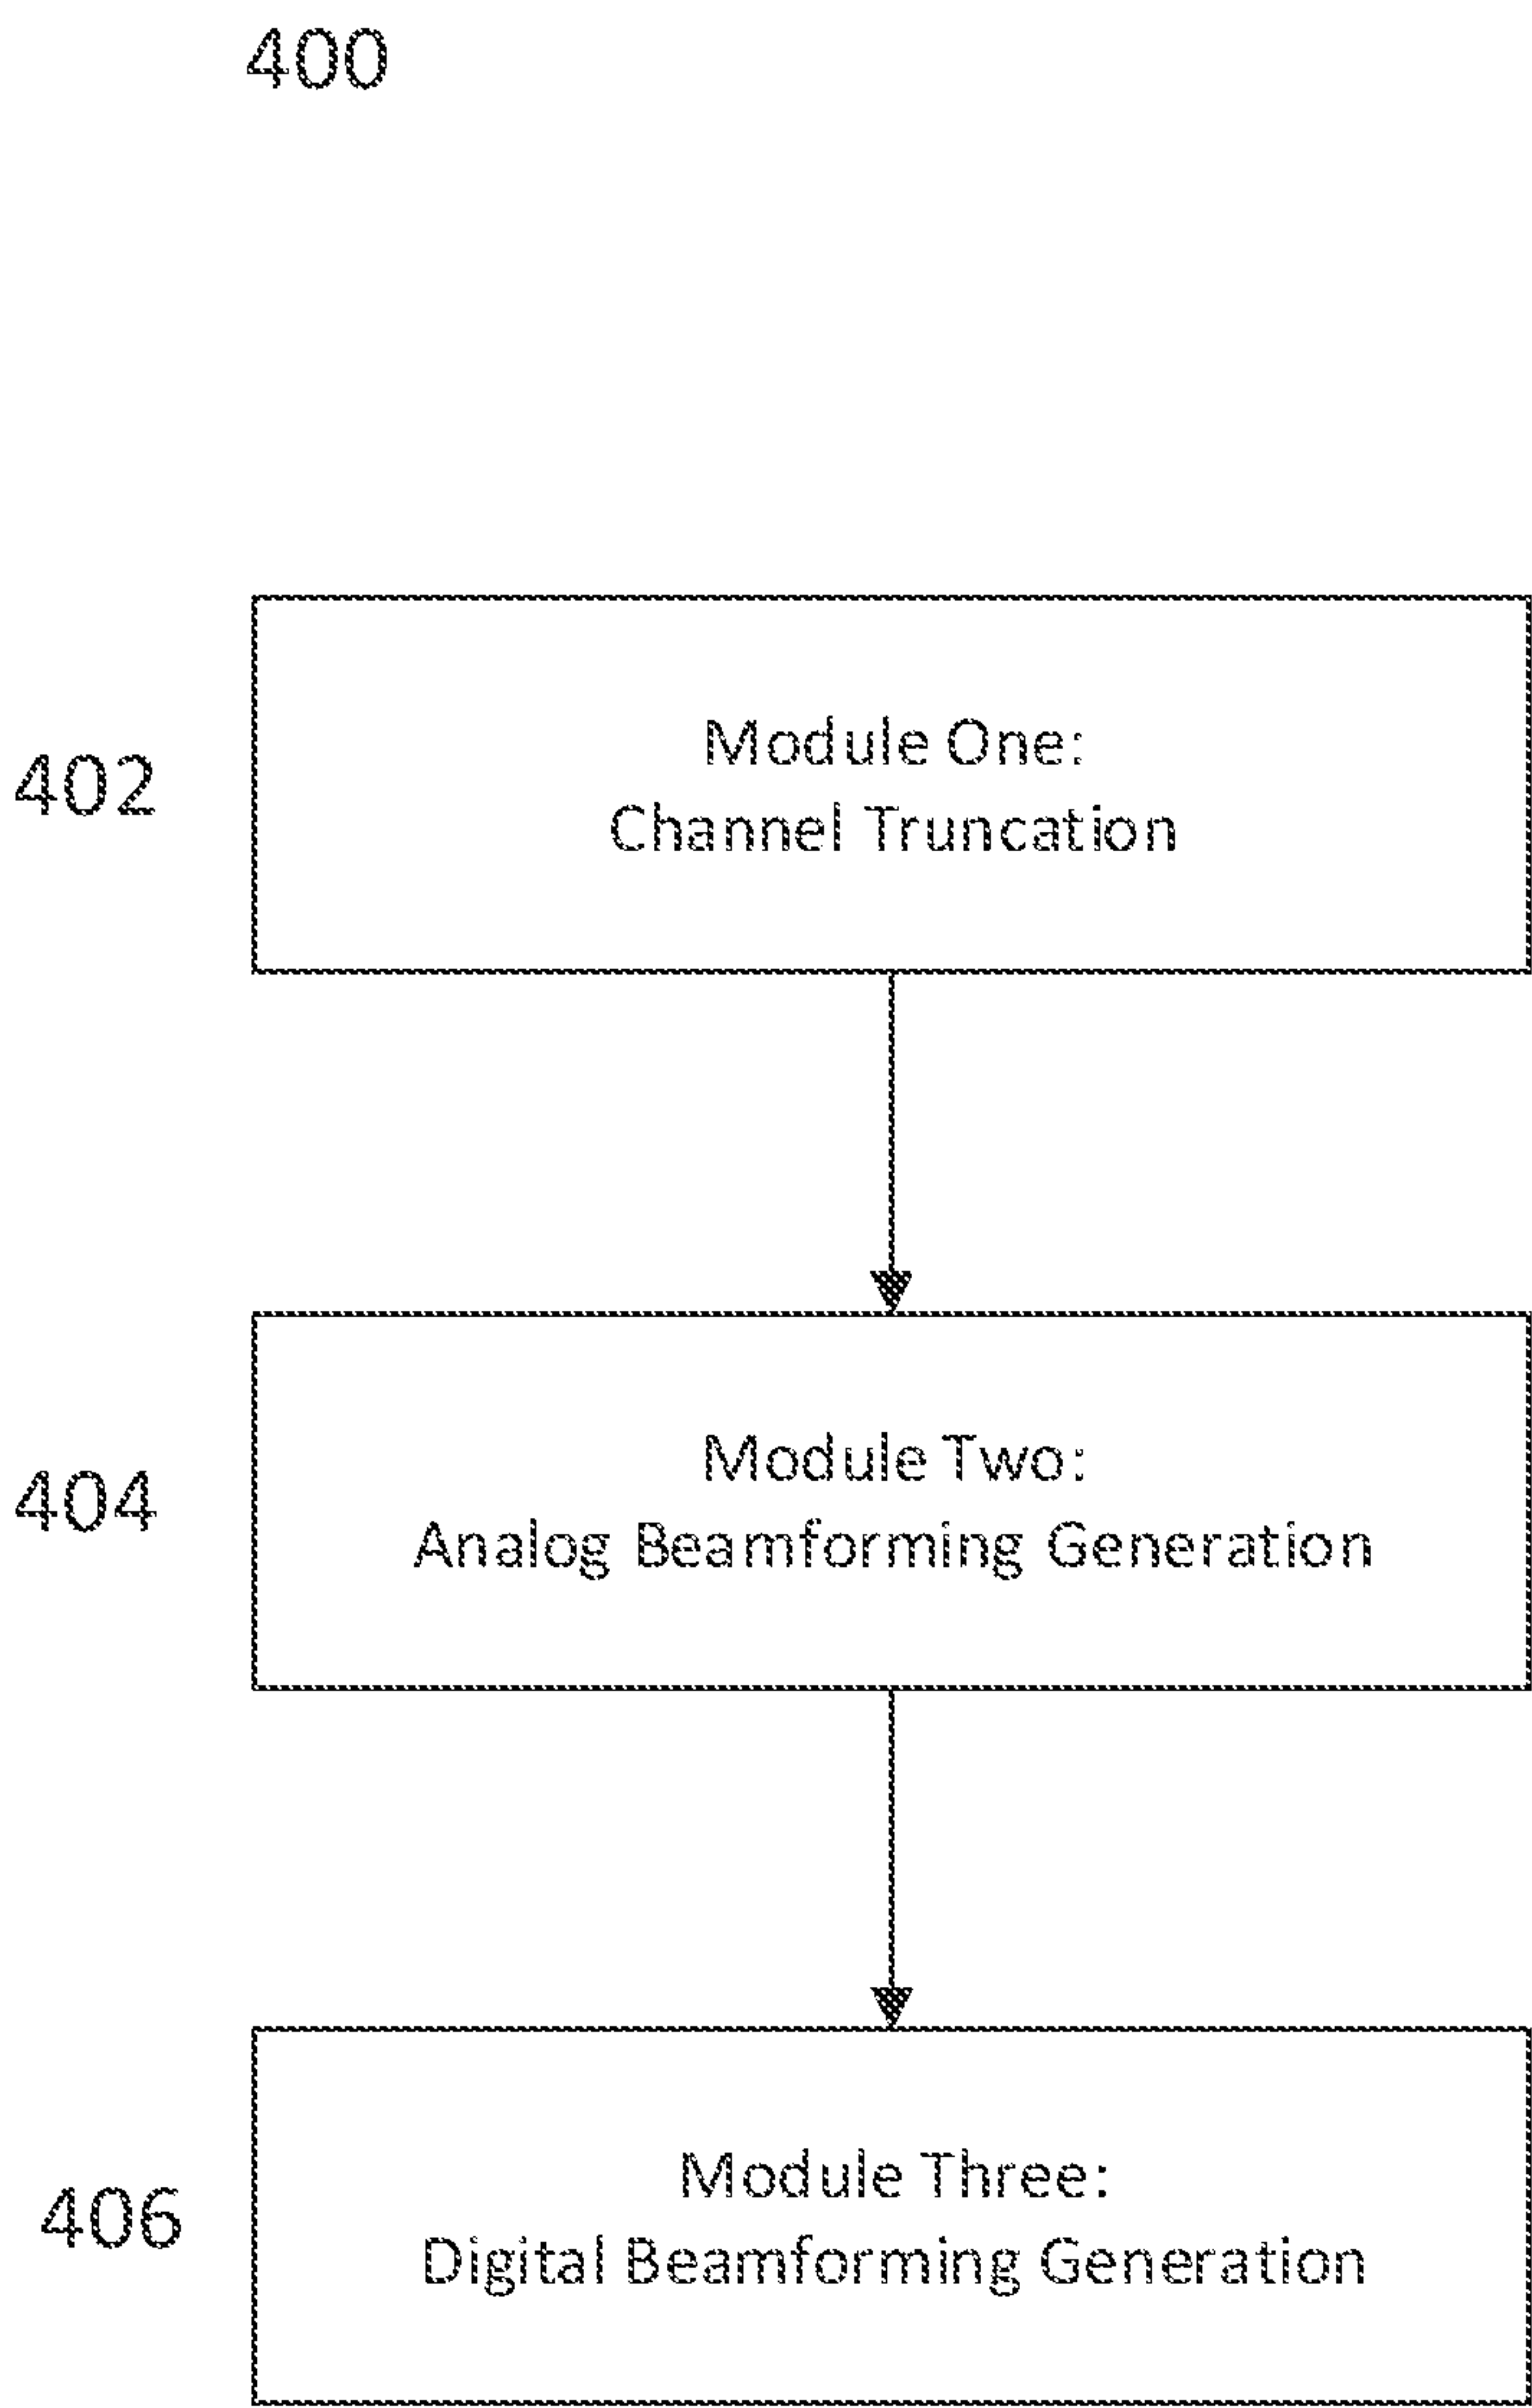 400
402
Module One:
Channel Truncation
404
Module Two:
Analog Beamforming Generation
406
Module Three:
Digital Beamforming Generation